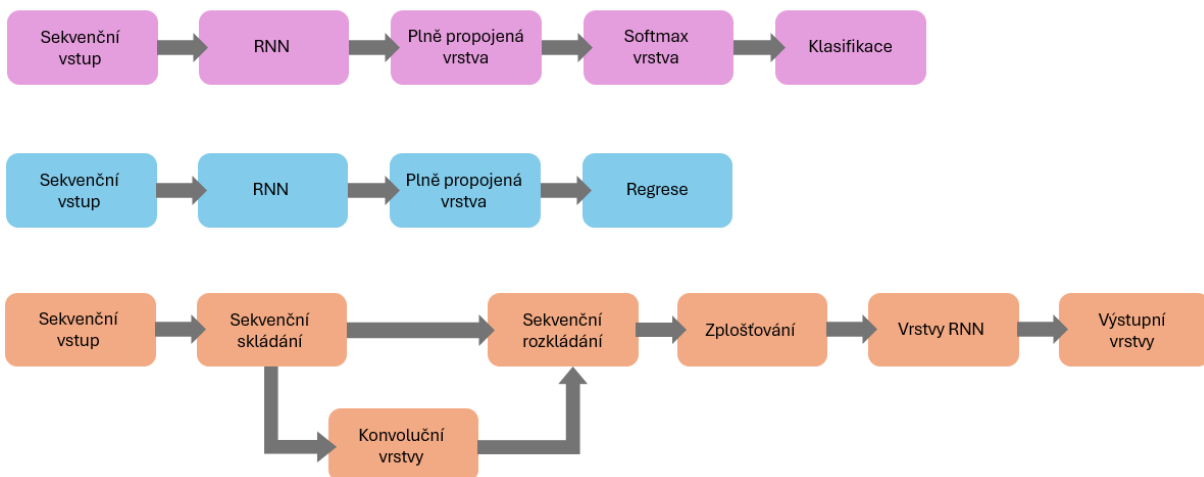 Sekvenční
vstup
RNN
Plně propojená
vrstva
Softmax
vrstva
Klasifikace
Sekvenční
vstup
RNN
Plně propojená
vrstva
Regrese
Sekvenční
vstup
Sekvenční
skládání
Sekvenční
rozkládání
Zplošťování
Vrstvy RNN
Výstupní
vrstvy
Konvoluční
vrstvy